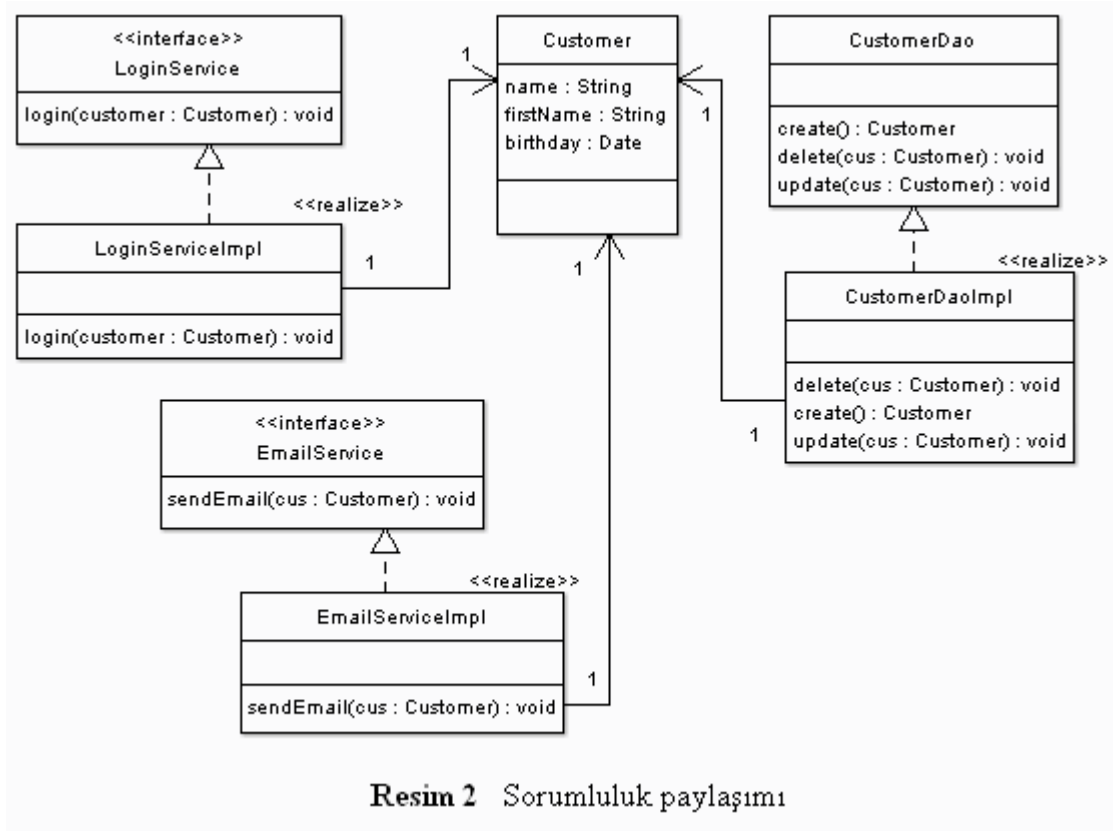 <<interface>>
LoginService
login(customer : Customer) : void
<<realize>>
LoginServiceImpl
login(customer : Customer) : void
1
1
Customer
name : String
firstName : String
birthday : Date
CustomerDao
create() : Customer
delete(cus : Customer) : void
update(cus : Customer) : void
<<realize>>
CustomerDaoImpl
delete(cus : Customer) : void
create() : Customer
update(cus : Customer) : void
1
1
<<interface>>
EmailService
sendEmail(cus : Customer) : void
<<realize>>
EmailServiceImpl
sendEmail(cus : Customer) : void
1
1
Resim 2 Sorumluluk paylaşımı